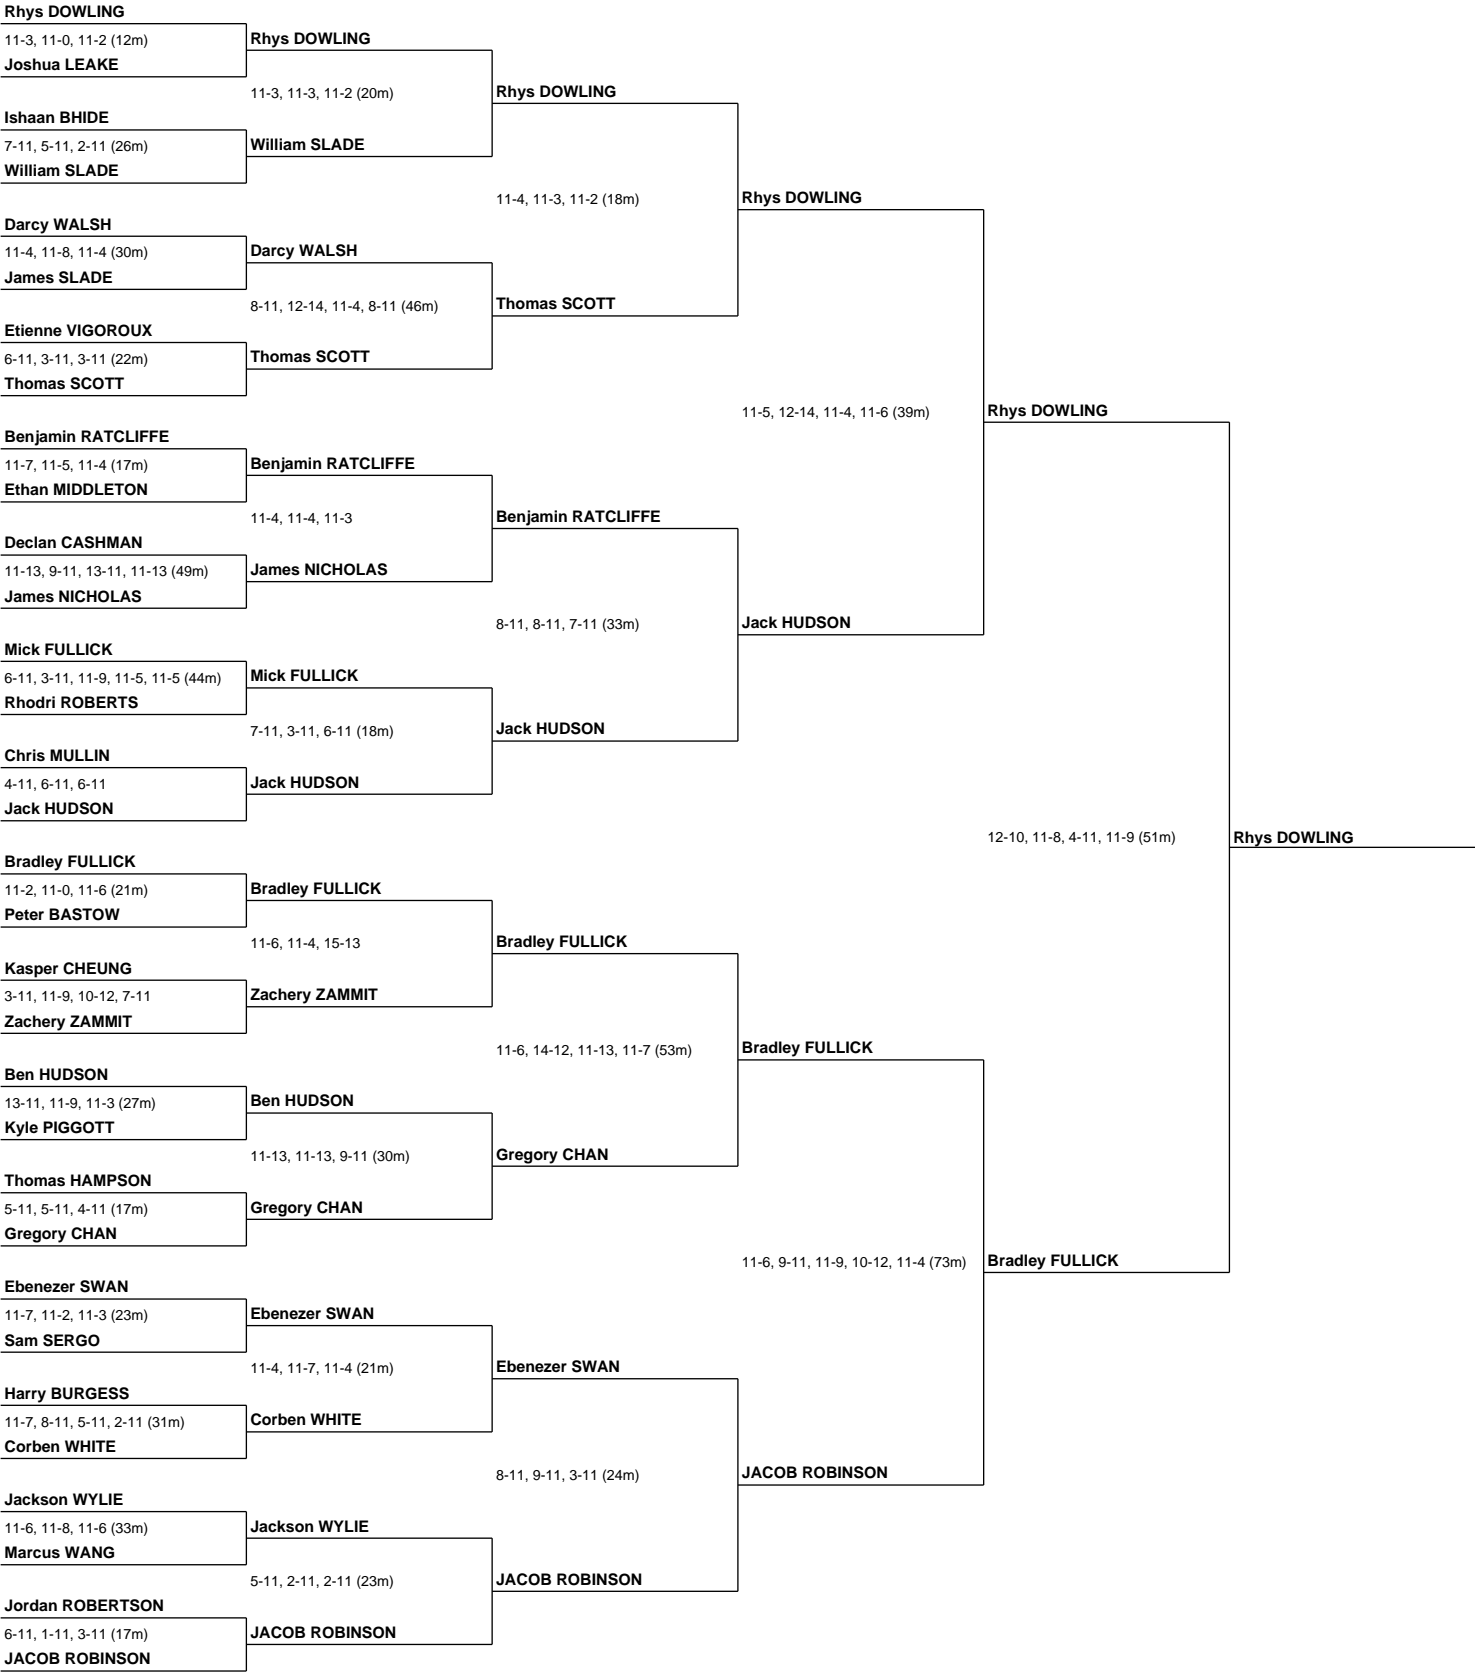 Rhys DOWLING
11-3, 11-0, 11-2 (12m)
Joshua LEAKE
Ishaan BHIDE
7-11, 5-11, 2-11 (26m)
William SLADE
Darcy WALSH
11-4, 11-8, 11-4 (30m)
James SLADE
Etienne VIGOROUX
6-11, 3-11, 3-11 (22m)
Thomas SCOTT
Benjamin RATCLIFFE
11-7, 11-5, 11-4 (17m)
Ethan MIDDLETON
Declan CASHMAN
11-13, 9-11, 13-11, 11-13 (49m)
James NICHOLAS
Mick FULLICK
6-11, 3-11, 11-9, 11-5, 11-5 (44m)
Rhodri ROBERTS
Chris MULLIN
4-11, 6-11, 6-11
Jack HUDSON
Bradley FULLICK
11-2, 11-0, 11-6 (21m)
Peter BASTOW
Kasper CHEUNG
3-11, 11-9, 10-12, 7-11
Zachery ZAMMIT
Ben HUDSON
13-11, 11-9, 11-3 (27m)
Kyle PIGGOTT
Thomas HAMPSON
5-11, 5-11, 4-11 (17m)
Gregory CHAN
Ebenezer SWAN
11-7, 11-2, 11-3 (23m)
Sam SERGO
Harry BURGESS
11-7, 8-11, 5-11, 2-11 (31m)
Corben WHITE
Jackson WYLIE
11-6, 11-8, 11-6 (33m)
Marcus WANG
Jordan ROBERTSON
6-11, 1-11, 3-11 (17m)
JACOB ROBINSON
Rhys DOWLING
11-3, 11-3, 11-2 (20m)
William SLADE
Darcy WALSH
8-11, 12-14, 11-4, 8-11 (46m)
Thomas SCOTT
Benjamin RATCLIFFE
11-4, 11-4, 11-3
James NICHOLAS
Mick FULLICK
7-11, 3-11, 6-11 (18m)
Jack HUDSON
Bradley FULLICK
11-6, 11-4, 15-13
Zachery ZAMMIT
Ben HUDSON
11-13, 11-13, 9-11 (30m)
Gregory CHAN
Ebenezer SWAN
11-4, 11-7, 11-4 (21m)
Corben WHITE
Jackson WYLIE
5-11, 2-11, 2-11 (23m)
JACOB ROBINSON
Rhys DOWLING
11-4, 11-3, 11-2 (18m)
Thomas SCOTT
Benjamin RATCLIFFE
8-11, 8-11, 7-11 (33m)
Jack HUDSON
Bradley FULLICK
11-6, 14-12, 11-13, 11-7 (53m)
Gregory CHAN
Ebenezer SWAN
8-11, 9-11, 3-11 (24m)
JACOB ROBINSON
Rhys DOWLING
11-5, 12-14, 11-4, 11-6 (39m)
Jack HUDSON
Bradley FULLICK
11-6, 9-11, 11-9, 10-12, 11-4 (73m)
JACOB ROBINSON
Rhys DOWLING
12-10, 11-8, 4-11, 11-9 (51m)
Bradley FULLICK
Rhys DOWLING